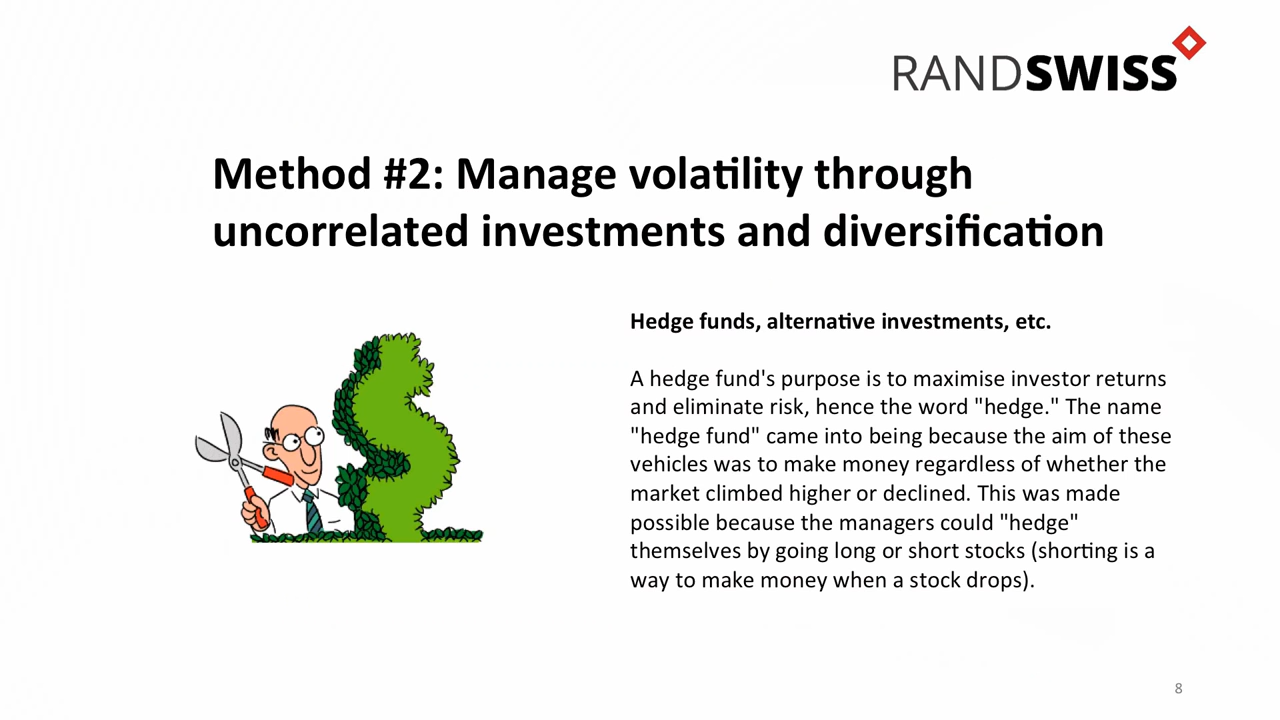 RANDSWISS
Method #2: Manage volatility through
uncorrelated investments and diversification
Hedge funds, alternative investments, etc.
A hedge fund's purpose is to maximise investor returns
and eliminate risk, hence the word "hedge." The name
"hedge fund" came into being because the aim of these
vehicles was to make money regardless of whether the
market climbed higher or declined. This was made
possible because the managers could "hedge"
themselves by going long or short stocks (shorting is a
way to make money when a stock drops).
8